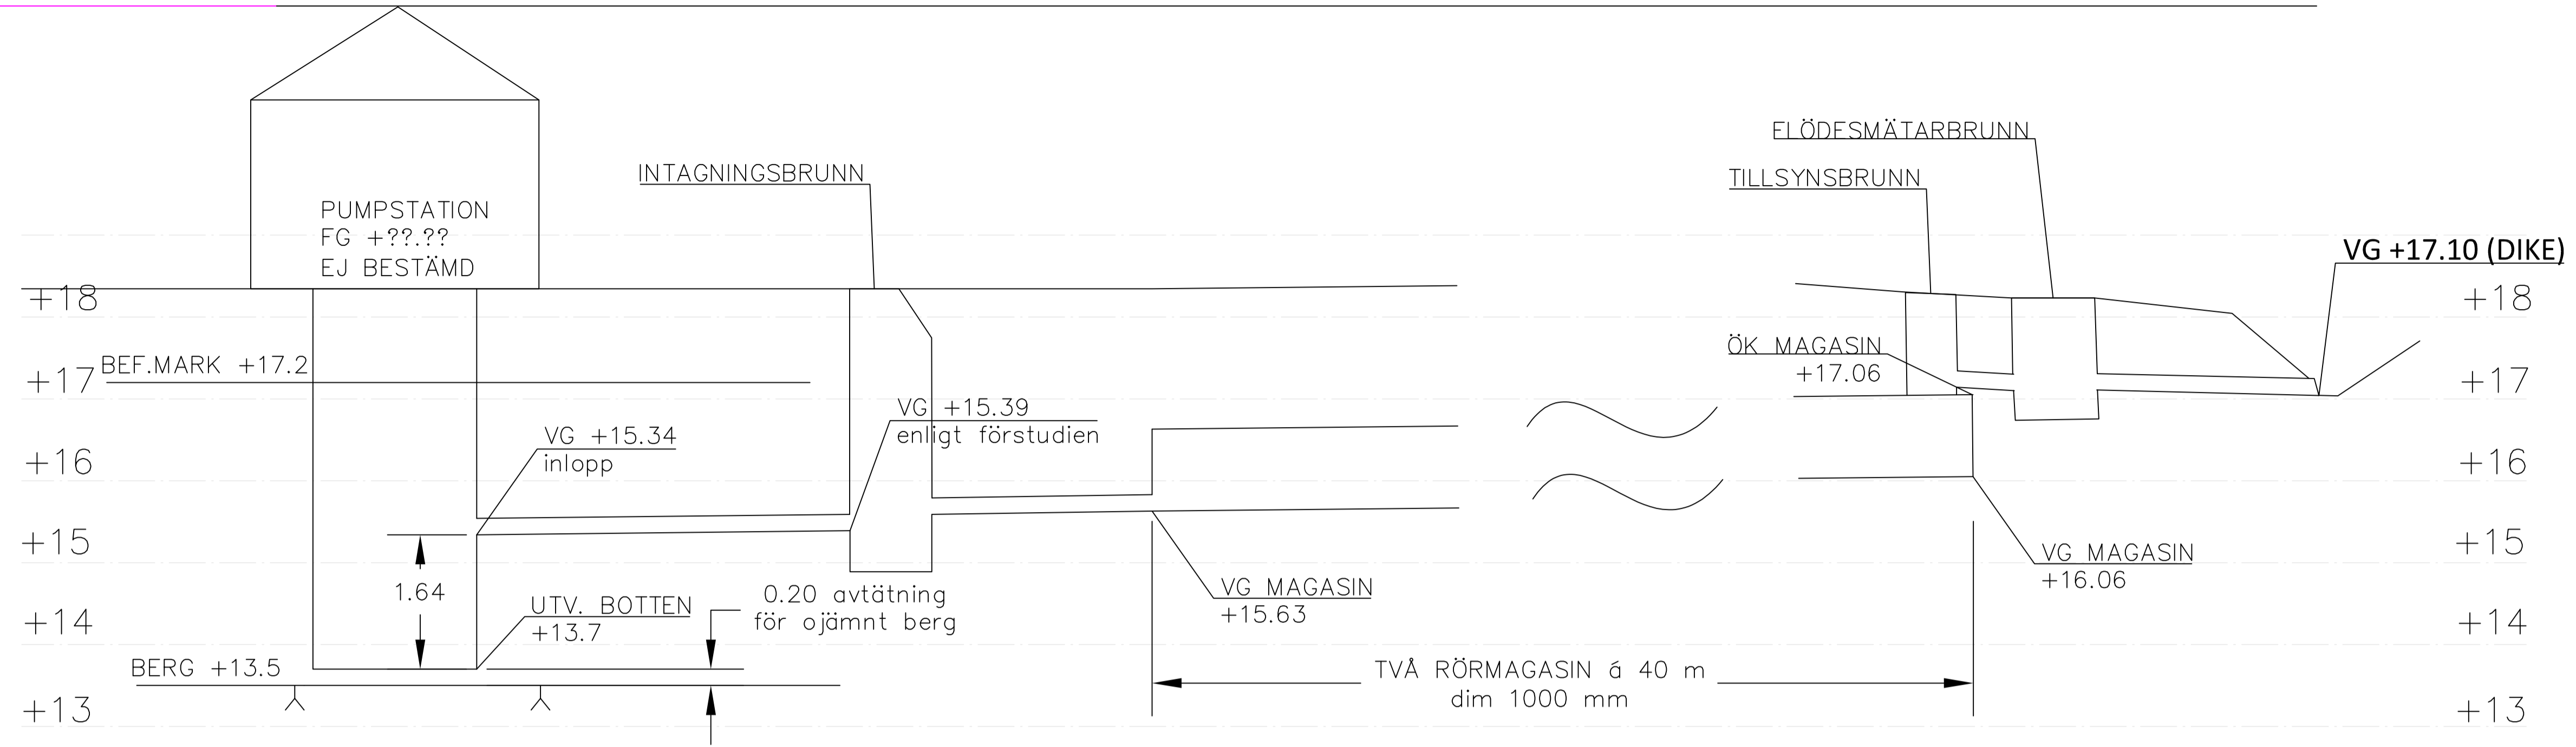 ELÖDESMÄTARBRUNN
INTAGNINGSBRUNN
TILLSYNSBRUNN
PUMPSTATION
FG +??.??
EJ BESTÄMD
VG +17.10 (DIKE)
+18
+18
BEF.MARK +17.2
ÖK MAGASIN
+17.06
+17
+17
VG +15.39
enligt förstudien
VG +15.34
inlopp
+16
+16
+15
+15
VG MAGASIN
+16.06
1.64
0.20 avtätning
för ojämnt berg
VG MAGASIN
+15.63
UTV. BOTTEN
+13.7
+14
+14
BERG +13.5
TVÅ RÖRMAGASIN á 40 m
dim 1000 mm
+13
+13